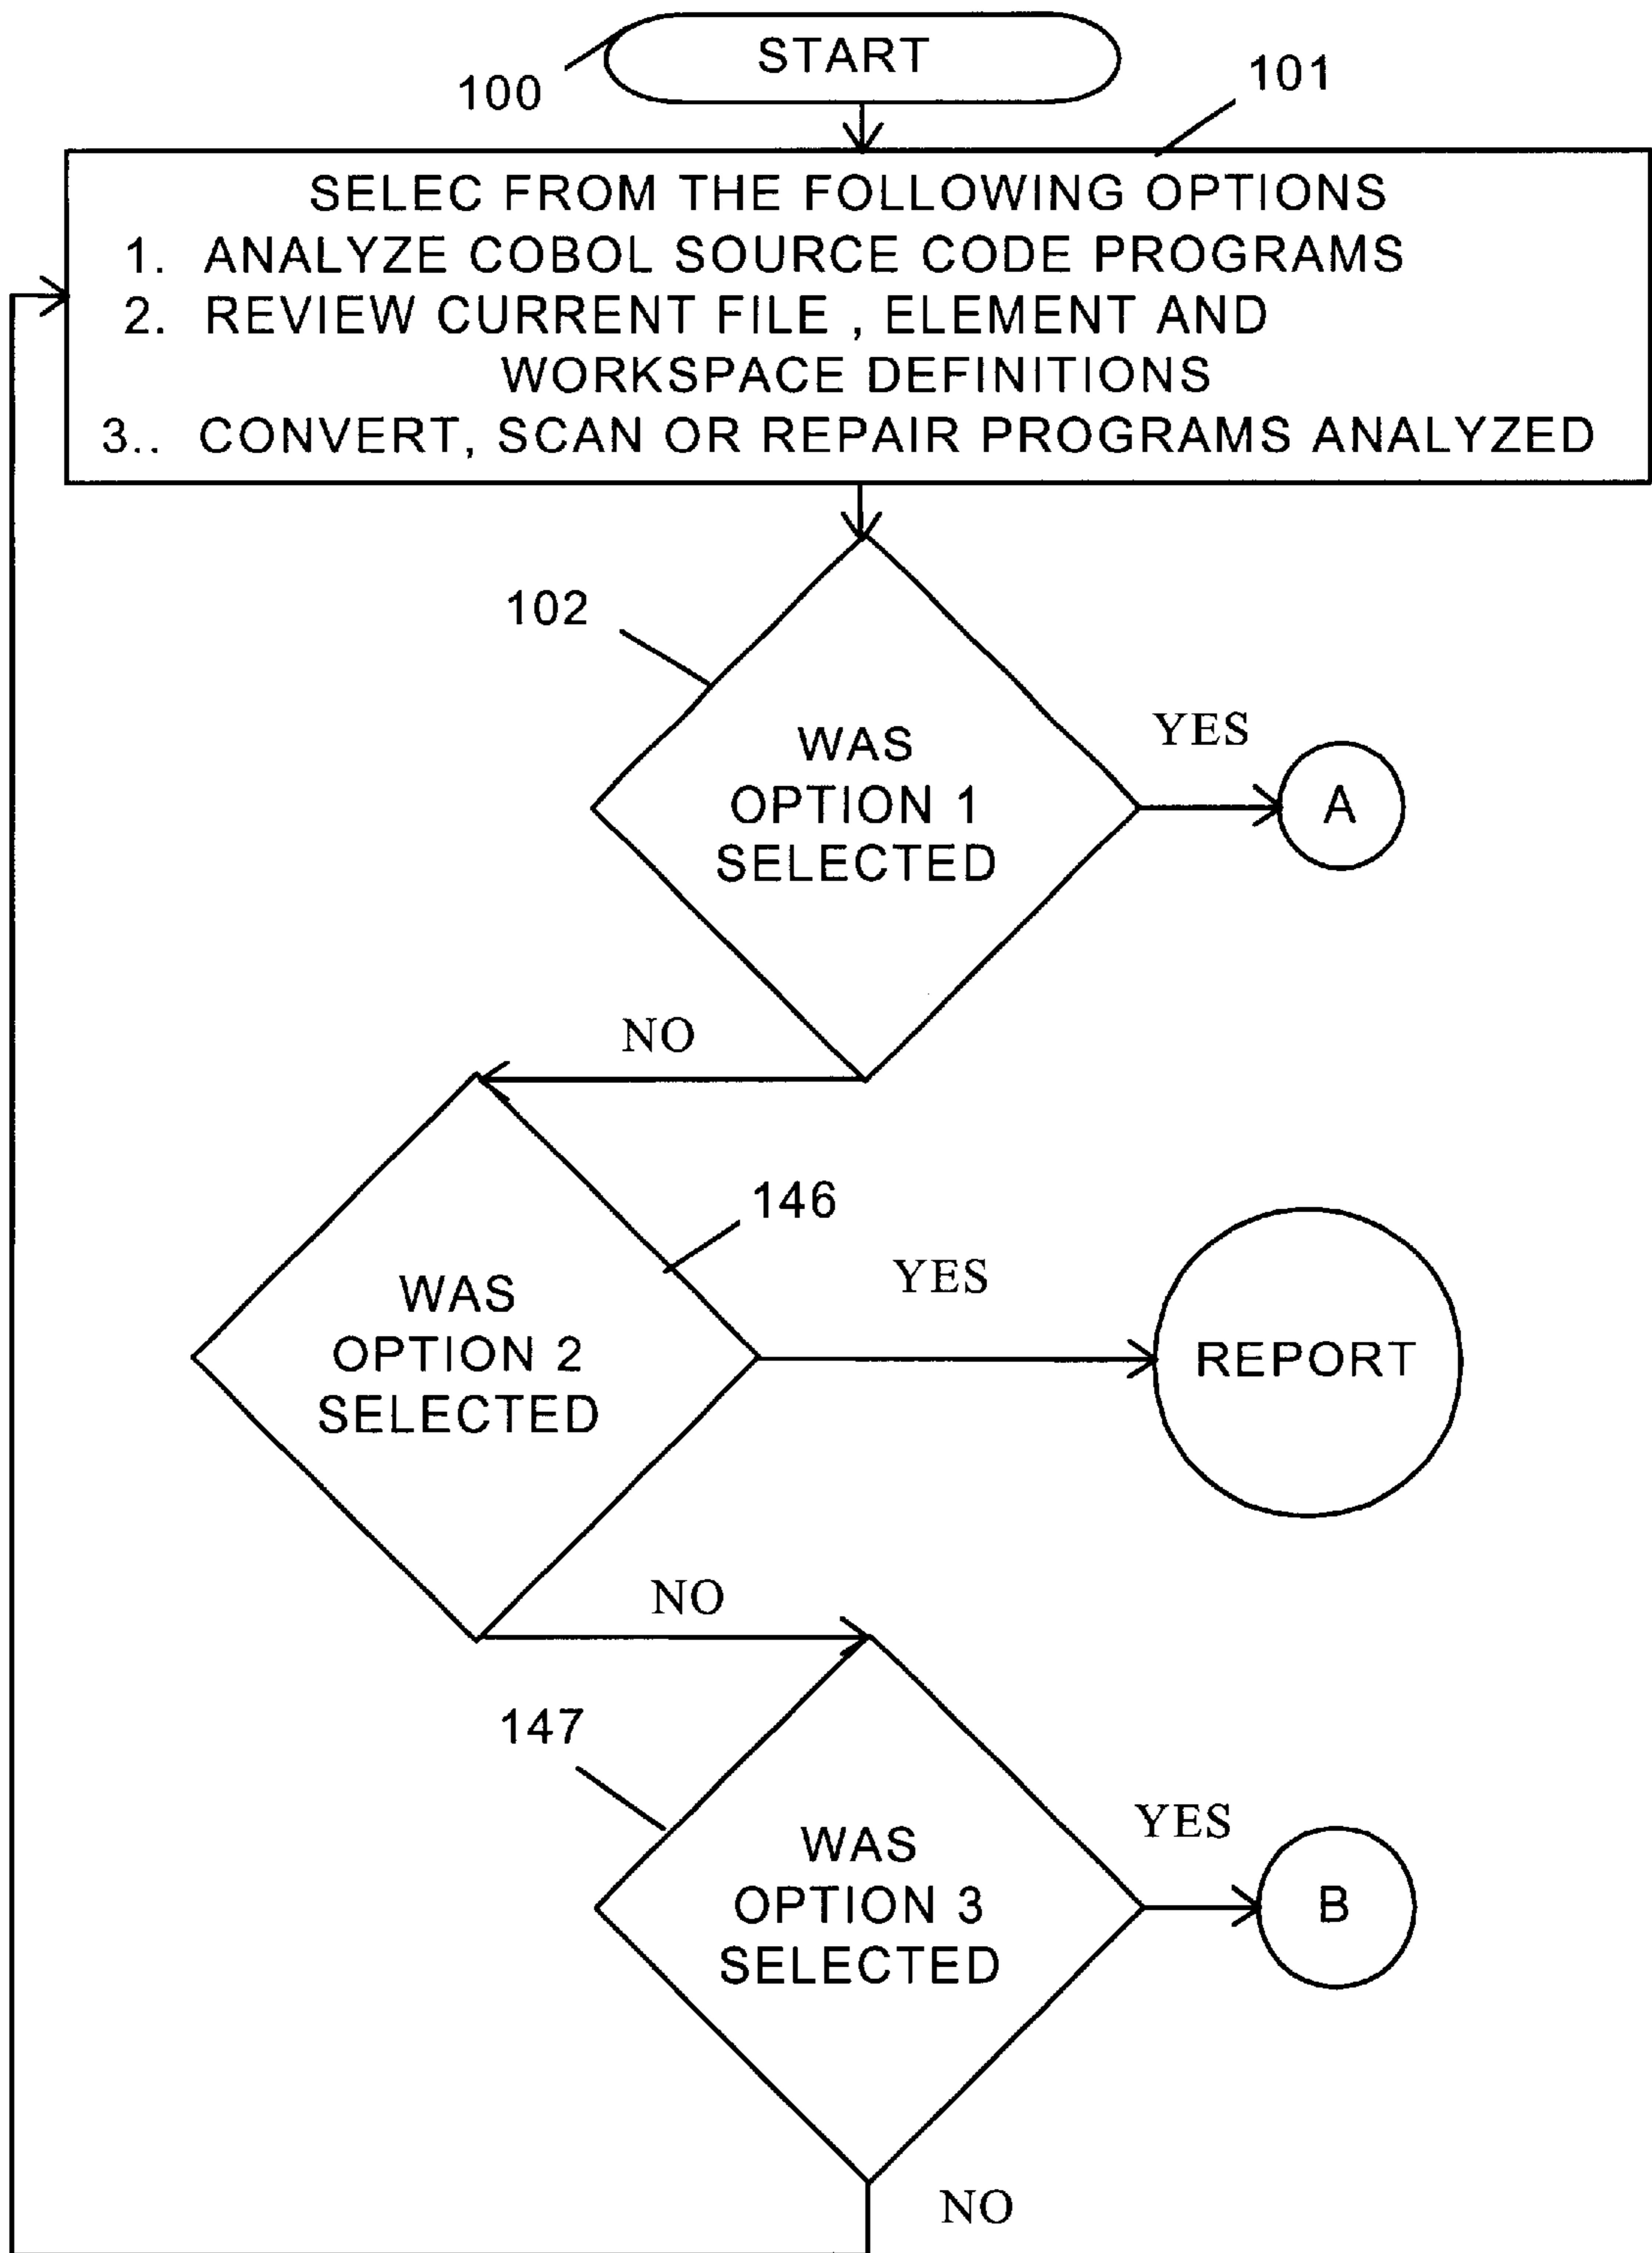 START
100
101
SELEC FROM THE FOLLOWING OPTIONS
1. ANALYZE COBOL SOURCE CODE PROGRAMS
2. REVIEW CURRENT FILE , ELEMENT AND
WORKSPACE DEFINITIONS
3.. CONVERT, SCAN OR REPAIR PROGRAMS ANALYZED
102
WAS
OPTION 1
SELECTED
YES
A
NO
146
WAS
OPTION 2
SELECTED
YES
REPORT
NO
147
WAS
OPTION 3
SELECTED
YES
B
NO